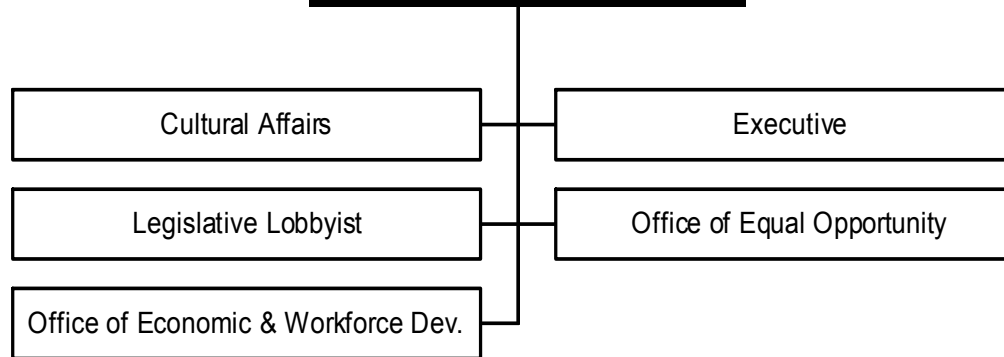 Cultural Affairs
Executive
Legislative Lobbyist
Office of Equal Opportunity
Office of Economic & Workforce Dev.